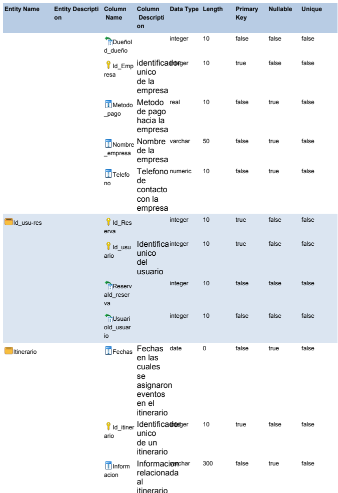 Entity Name Entity Descripti Column Column Data Type Length Primary Nullable Unique
on Name Descripti Key
on
DueñoI integer 10 false false false
d_dueño
Id_Emp identificador integer 10 true false false
resa unico
de la
empresa
Metodo Metodo real 10 false true false
_pago de pago
hacia la
empresa
Nombre Nombre varchar 50 false true false
_empresa de la
empresa
Telefo Telefono numeric 10 false true false
no de
contacto
con la
empresa
Id_usu-res Id_Res integer 10 true false false
erva
Id_usu Identifica integer 10 true false false
ario unico
del
usuario
Reserv integer 10 false false false
aId_reser
va
Usuari integer 10 false false false
oId_usuar
io
Itinerario Fechas Fechas date 0 false true false
en las
cuales
se
asignaron
eventos
en el
itinerario
Id_itiner Identificador integer 10 true false false
ario unico
de un
itinerario
Inform Informacion varchar 300 false true false
acion relacionada
al
itinerario